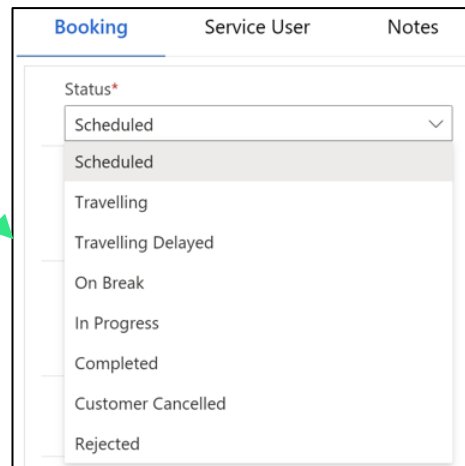 Booking Service User Notes
Status*
Scheduled
Scheduled
Travelling
Travelling Delayed
On Break
In Progress
Completed
Customer Cancelled
Rejected